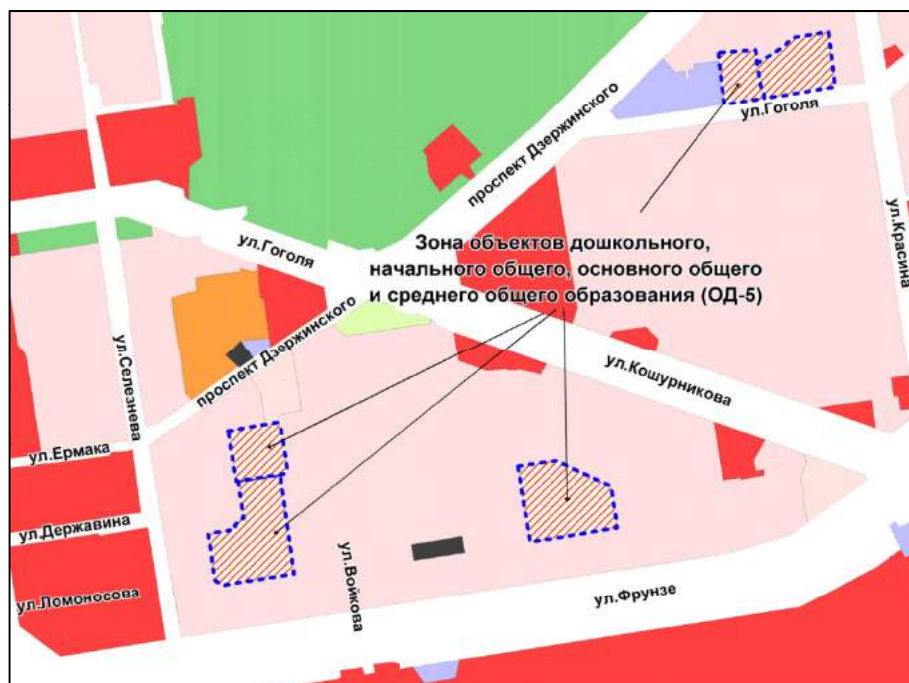 ул.Гоголя
проспект Дзержинского
ул.Красина
ул.Гоголя
Зона объектов дошкольного,
начального общего, основного общего
и среднего общего образования (ОД-5)
проспект Дзержинского
ул.Селезнева
ул.Кошурникова
ул.Ермака
ул.Державина
ул.Войкова
ул.Ломоносова
ул.Фрунзе